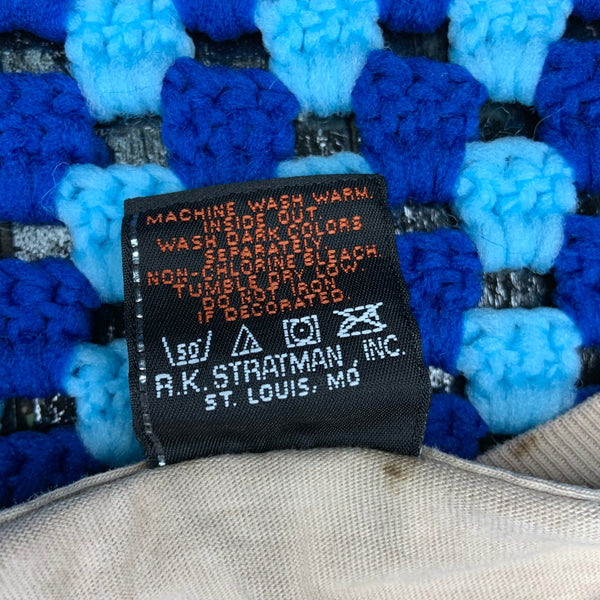 MACHINE WASH WARM
INSIDE OUT
WASH DARK COLORS
SEPARATELY
NON-CHLORINE BLEACH.
TUMBLE DRY LOW.
DO NOT IRON
IF DECORATED.
50
R.K. STRATMAN, INC.
ST. LOUIS, MO